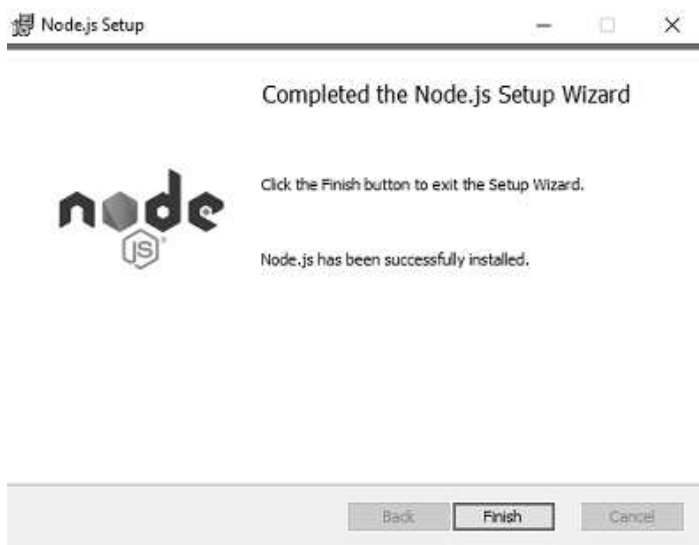 Node.js Setup
Completed the Node.js Setup Wizard
Click the Finish button to exit the Setup Wizard.
node
JS
Node.js has been successfully installed.
Back Finish Cancel